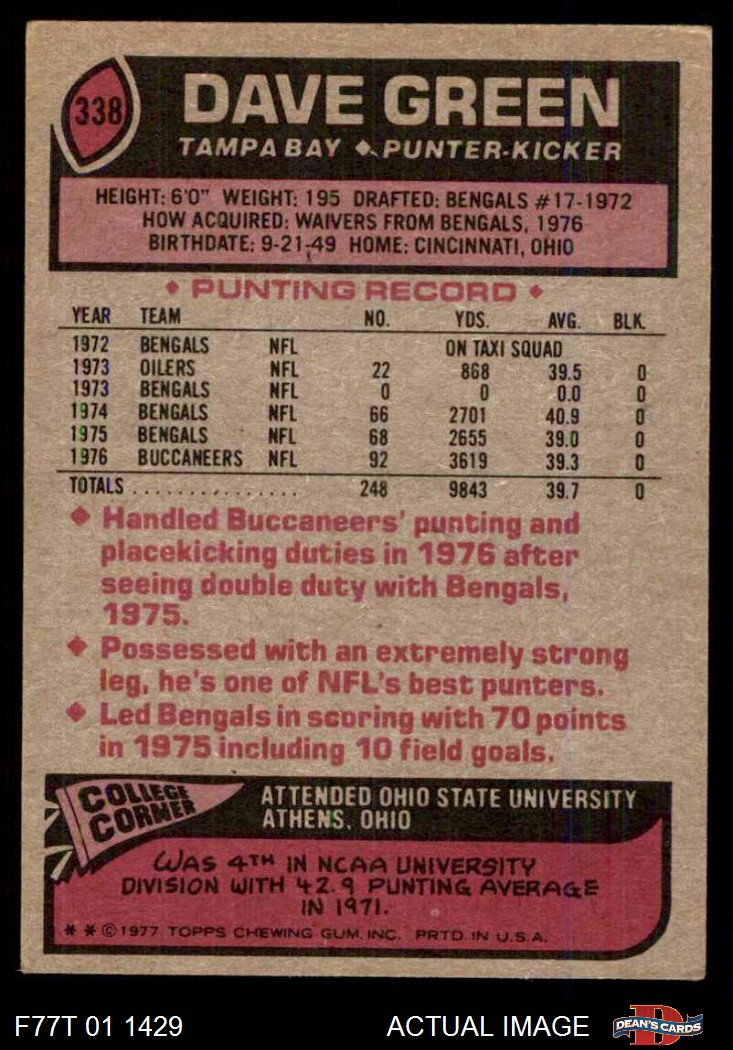 338
DAVE GREEN
TAMPA BAY ◆ PUNTER-KICKER
HEIGHT: 6'0" WEIGHT: 195 DRAFTED: BENGALS #17-1972
HOW ACQUIRED: WAIVERS FROM BENGALS, 1976
BIRTHDATE: 9-21-49 HOME: CINCINNATI, OHIO
◆ PUNTING RECORD ◆
YEAR TEAM NO. YDS. AVG. BLK.
1972 BENGALS NFL ON TAXI SQUAD
1973 OILERS NFL 22 868 39.5 0
1973 BENGALS NFL 0 0 0.0 0
1974 BENGALS NFL 66 2701 40.9 0
1975 BENGALS NFL 68 2655 39.0 0
1976 BUCCANEERS NFL 92 3619 39.3 0
TOTALS ............... 248 9843 39.7 0
◆ Handled Buccaneers' punting and
placekicking duties in 1976 after
seeing double duty with Bengals,
1975.
◆ Possessed with an extremely strong
leg, he's one of NFL's best punters.
◆ Led Bengals in scoring with 70 points
in 1975 including 10 field goals.
COLLEGE
CORNER
ATTENDED OHIO STATE UNIVERSITY
ATHENS, OHIO
WAS 4TH IN NCAA UNIVERSITY
DIVISION WITH 42.9 PUNTING AVERAGE
IN 1971.
* * © 1977 TOPPS CHEWING GUM, INC. PRTD. IN U.S.A.
F77T 01 1429 ACTUAL IMAGE
DEAN'S CARDS